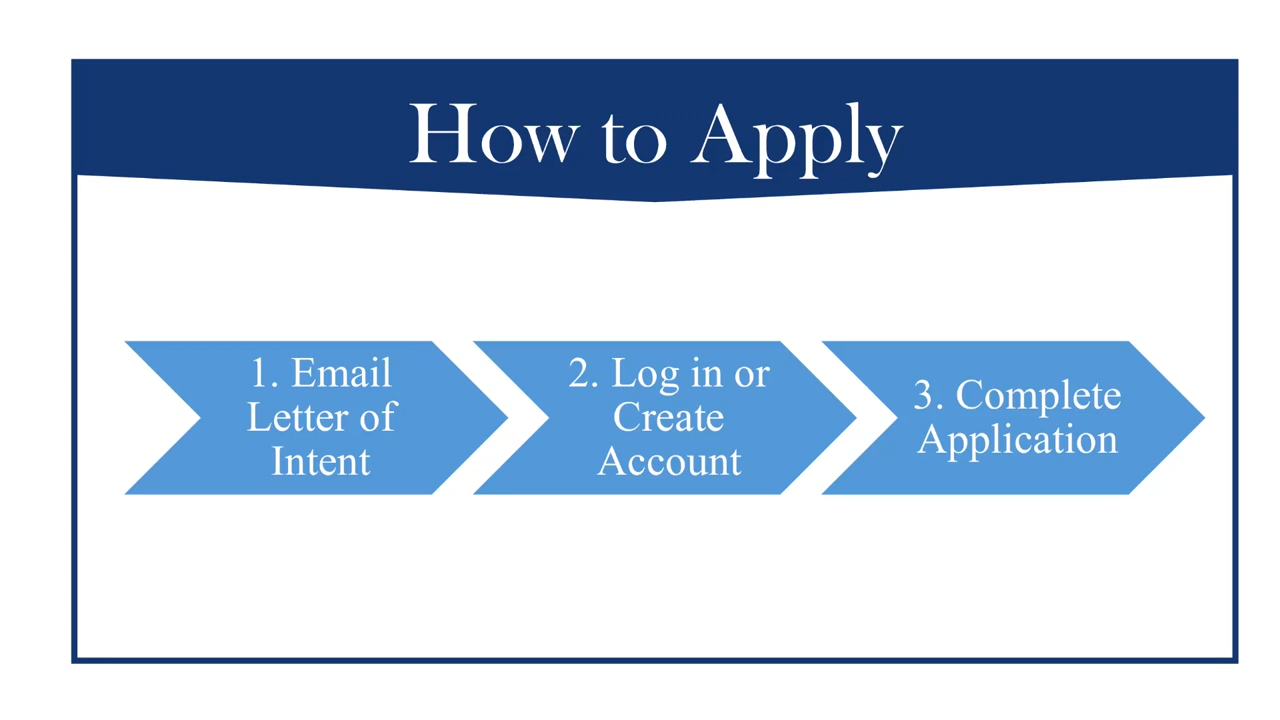 How to Apply
1. Email
Letter of
Intent
2. Log in or
Create
Account
3. Complete
Application